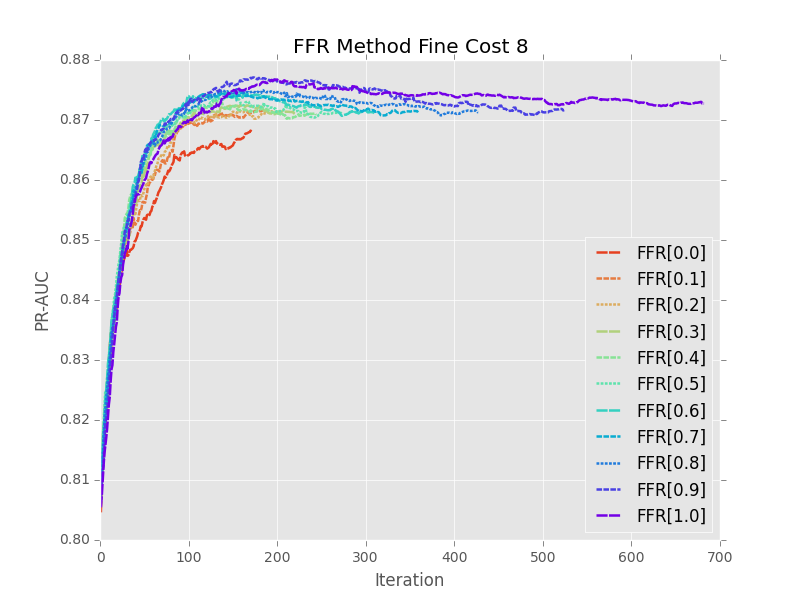 FFR Method Fine Cost 8
0.88
0.87
0.86
0.85
0.84
0.83
0.82
0.81
0.80
PR-AUC
FFR[0.0]
FFR[0.1]
FFR[0.2]
FFR[0.3]
FFR[0.4]
FFR[0.5]
FFR[0.6]
FFR[0.7]
FFR[0.8]
FFR[0.9]
FFR[1.0]
0 100 200 300 400 500 600 700
Iteration